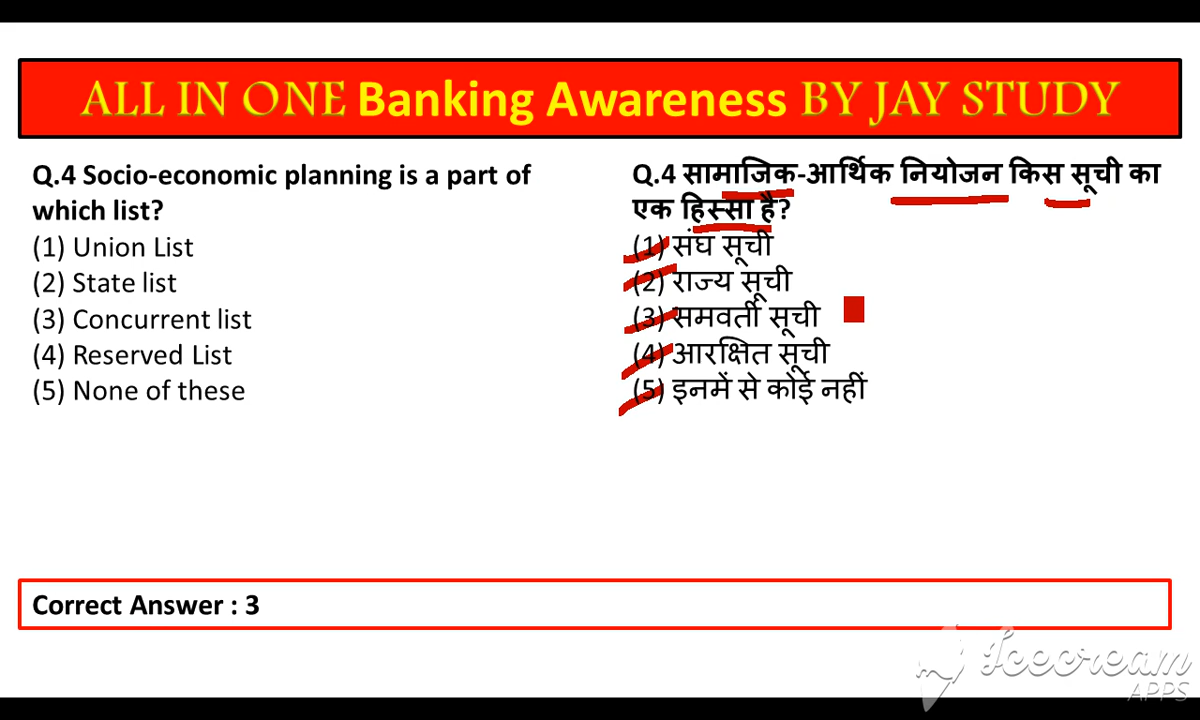 ALL IN ONE Banking Awareness BY JAY STUDY
Q.4 Socio-economic planning is a part of
which list?
(1) Union List
(2) State list
(3) Concurrent list
(4) Reserved List
(5) None of these
Q.4 सामाजिक-आर्थिक नियोजन किस सूची का
एक हिस्सा है?
(1) संघ सूची
(2) राज्य सूची
(3) समवर्ती सूची
(4) आरक्षित सूची
(5) इनमें से कोई नहीं
Correct Answer : 3
Icecream
APPS